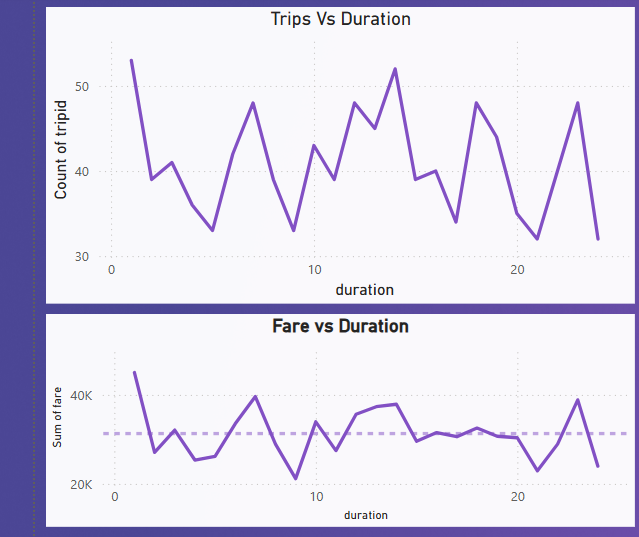 Trips Vs Duration
50
40
30
Count of tripid
0 10 20
duration
Fare vs Duration
40K
20K
Sum of fare
0 10 20
duration